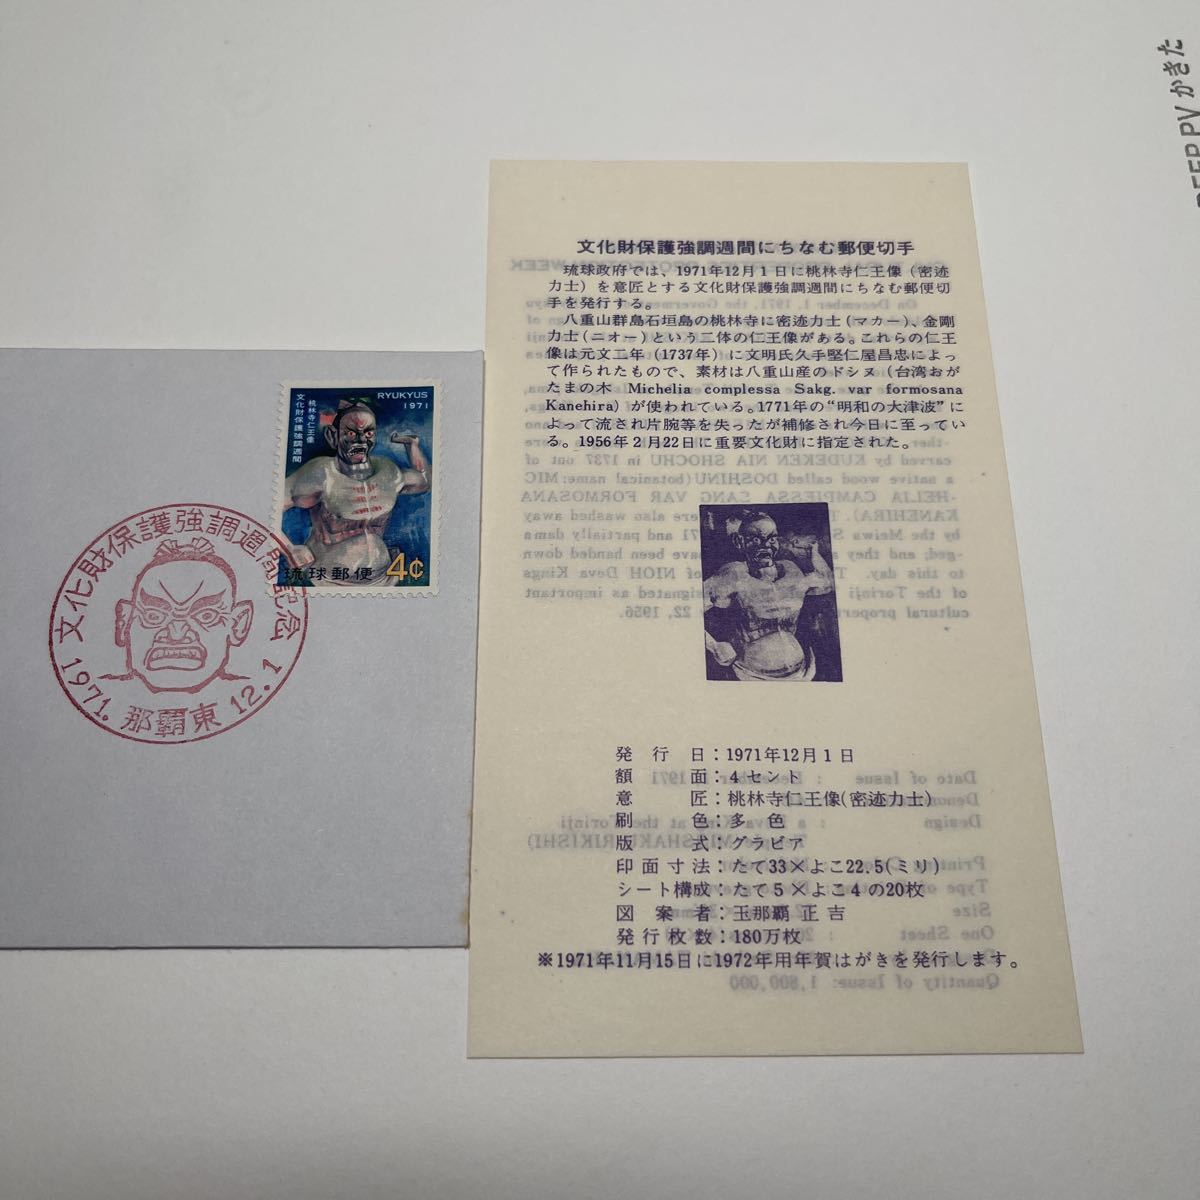 DEEP PV かきた
文化財保護強調週間にちなむ郵便切手
琉球政府では、1971年12月1日に桃林寺仁王像（密迹
力士）を意匠とする文化財保護強調週間にちなむ郵便切
手を発行する。
八重山群島石垣島の桃林寺に密迹力士（マカー）、金剛
力士（ニオー）という二体の仁王像がある。これらの仁王
像は元文二年（1737年）に文明氏久手堅仁屋昌忠によっ
て作られたもので、素材は八重山産のドシヌ（台湾おが
たまの木 Michelia complessa Sakg. var formosana
Kanehira）が使われている。1771年の“明和の大津波”に
よって流され片腕等を失ったが補修され今日に至ってい
る。1956年2月22日に重要文化財に指定された。
発行日：1971年12月1日
額面：4セント
意匠：桃林寺仁王像（密迹力士）
刷色：多色
版式：グラビア
印面寸法：たて33×よこ22.5（ミリ）
シート構成：たて5×よこ4の20枚
図案者：玉那覇正吉
発行枚数：180万枚
※1971年11月15日に1972年用年賀はがきを発行します。
RYUKYUS
1971
桃林寺仁王像
文化財保護強調週間
琉球郵便 4¢
文化財保護強調週間記念
1971. 那覇東 12.1